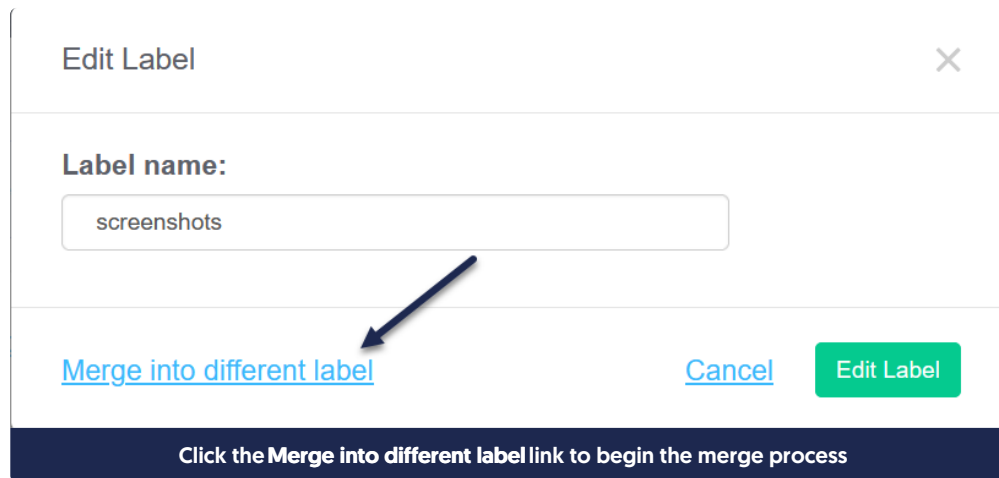 Edit Label
Label name:
screenshots
Merge into different label
Cancel
Edit Label
Click the Merge into different label link to begin the merge process